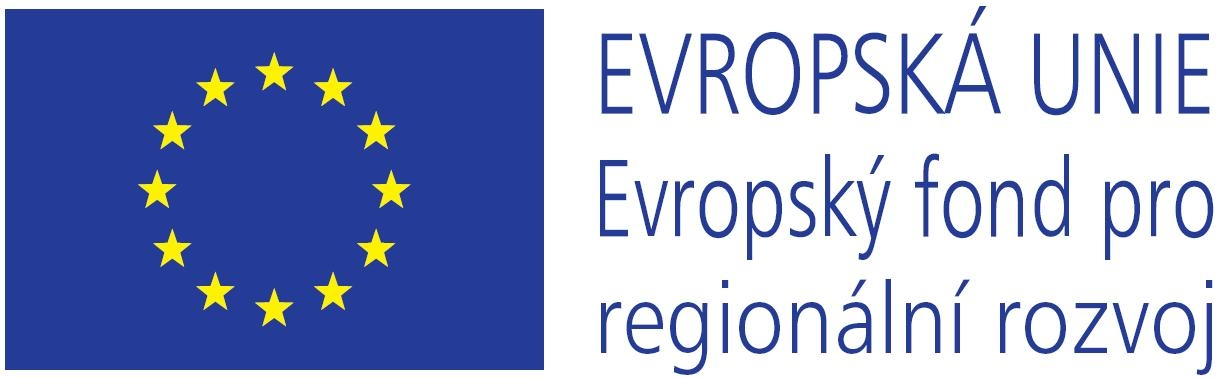 EVROPSKÁ UNIE
Evropský fond pro
regionální rozvoj